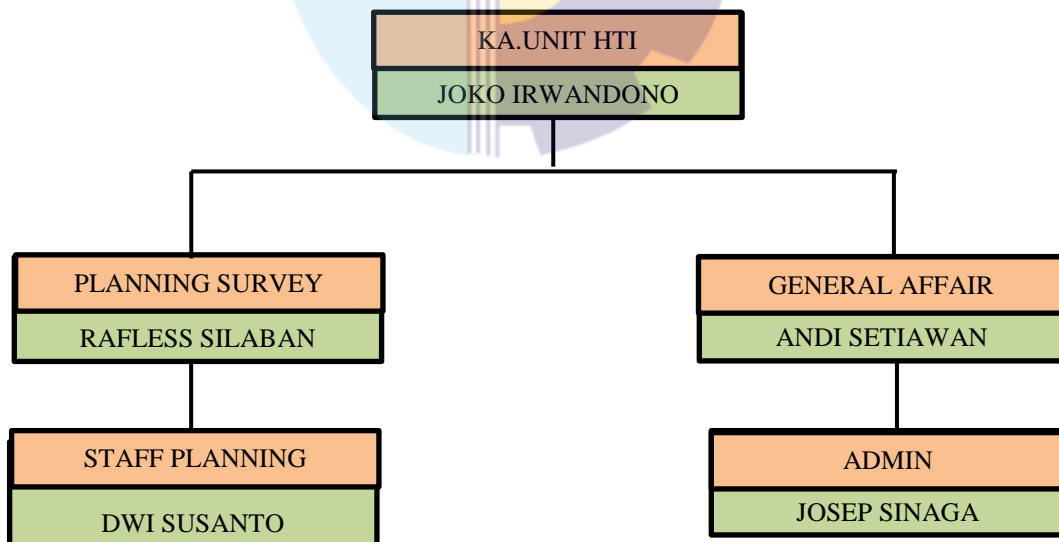 KA.UNIT HTI
JOKO IRWANDONO
PLANNING SURVEY
RAFLESS SILABAN
GENERAL AFFAIR
ANDI SETIAWAN
STAFF PLANNING
DWI SUSANTO
ADMIN
JOSEP SINAGA